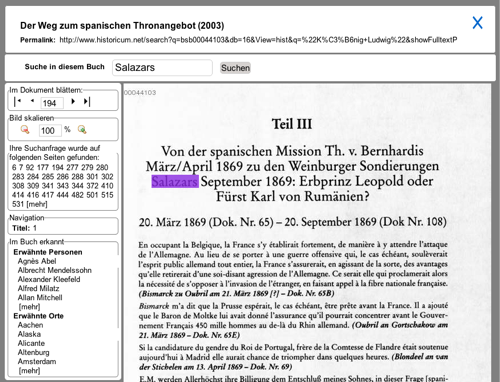 Der Weg zum spanischen Thronangebot (2003)
Permalink: http://www.historicum.net/search?q=bsb00044103&db=16&View=hist&q=%22K%C3%B6nig+Ludwig%22&showFulltextP
Suche in diesem Buch Salazars Suchen
Im Dokument blättern:
194
Bild skalieren
100 %
Ihre Suchanfrage wurde auf
folgenden Seiten gefunden:
6 7 92 177 194 277 279 280
283 284 285 286 288 301 302
308 309 341 343 344 372 410
414 416 417 444 482 501 515
531 [mehr]
Navigation
Titel: 1
Im Buch erkannt
Erwähnte Personen
Agnès Abel
Albrecht Mendelssohn
Alexander Kleefeld
Alfred Milatz
Allan Mitchell
[mehr]
Erwähnte Orte
Aachen
Alaska
Alicante
Altenburg
Amsterdam
[mehr]
00044103
Teil III
Von der spanischen Mission Th. v. Bernhardis
März/April 1869 zu den Weinburger Sondierungen
Salazars September 1869: Erbprinz Leopold oder
Fürst Karl von Rumänien?
20. März 1869 (Dok. Nr. 65) – 20. September 1869 (Dok Nr. 108)
En occupant la Belgique, la France s'y établirait fortement, de manière à y attendre l'attaque
de l'Allemagne. Au lieu de se porter à une guerre offensive qui, le cas échéant, soulèverait
l'esprit public allemand tout entier, la France s'assurerait, en agissant de la sorte, des avantages
qu'elle retirerait d'une soi-disant agression de l'Allemagne. Ce serait elle qui proclamerait alors
la nécessité de s'opposer à l'invasion de l'étranger, en faisant appel à la fibre nationale française.
(Bismarck zu Oubril am 21. März 1869 [?] – Dok. Nr. 65B)
Bismarck m'a dit que la Prusse espérait, le cas échéant, être prête avant la France. Il a ajouté
que le Baron de Moltke lui avait donné l'assurance qu'il pourrait concentrer avant le Gouver-
nement Français 450 mille hommes au de-là du Rhin allemand. (Oubril an Gortschakow am
21. März 1869 – Dok. Nr. 65E)
Si la candidature du gendre du Roi de Portugal, frère de la Comtesse de Flandre était soutenue
aujourd'hui à Madrid elle aurait chance de triompher dans quelques heures. (Blondeel an van
der Stichelen am 13. April 1869 – Dok. Nr. 69)
E.M. werden Allerhöchst ihre Billigung dem Entschluß meines Sohnes, in dieser Frage [spani-